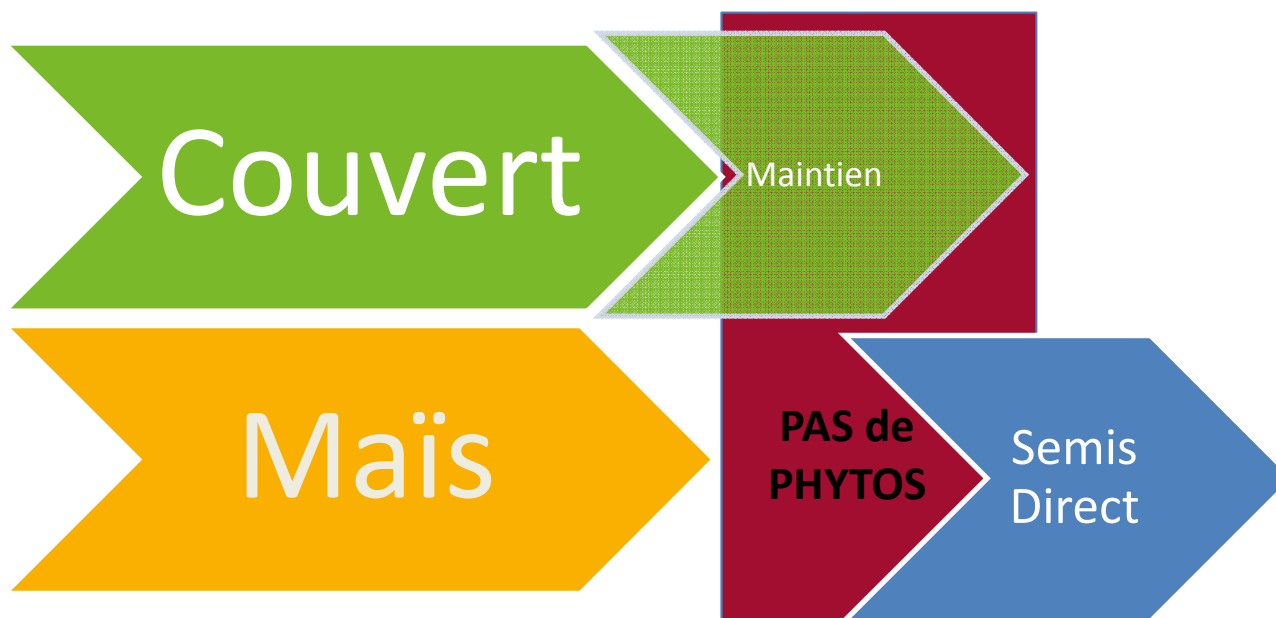 Couvert
Maintien
Maïs
PAS de
PHYTOS
Semis
Direct